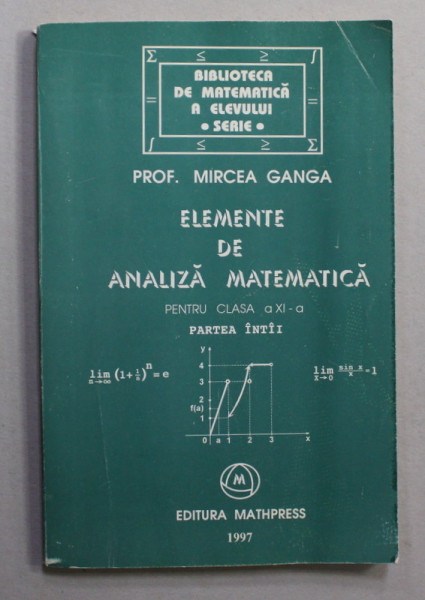 Σ ≤ ≥ ∫
BIBLIOTECA
DE MATEMATICĂ
A ELEVULUI
• SERIE •
= =
∫ ≤ ≥ Σ
PROF. MIRCEA GANGA
ELEMENTE
DE
ANALIZĂ MATEMATICĂ
PENTRU CLASA a XI - a
PARTEA ÎNTÎI
lim n→∞ (1+1/n)^n = e
y
4
3
2
f(a)
1
0 a 1 2 3 x
lim x→0 sin x/x = 1
M
EDITURA MATHPRESS
1997